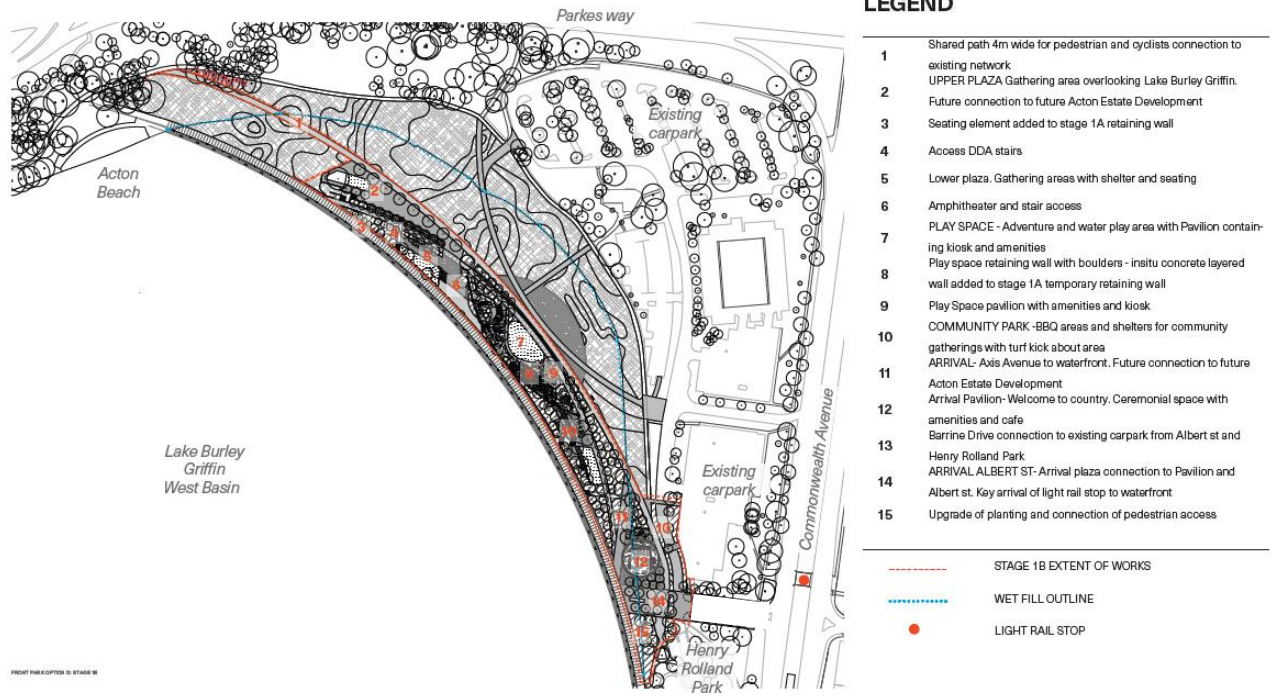 Parkes way
Existing
carpark
Acton
Beach
1
2
3
5
6
7
8
9
Lake Burley
Griffin
West Basin
Existing
carpark
Commonwealth Avenue
11
12
14
15
Henry
Rolland
Park
FRONT PARK OPTION D: STAGE 1B
LEGEND
1 Shared path 4m wide for pedestrian and cyclists connection to
existing network
2 UPPER PLAZA Gathering area overlooking Lake Burley Griffin.
Future connection to future Acton Estate Development
3 Seating element added to stage 1A retaining wall
4 Access DDA stairs
5 Lower plaza. Gathering areas with shelter and seating
6 Amphitheater and stair access
7 PLAY SPACE - Adventure and water play area with Pavilion contain-
ing kiosk and amenities
8 Play space retaining wall with boulders - insitu concrete layered
wall added to stage 1A temporary retaining wall
9 Play Space pavilion with amenities and kiosk
10 COMMUNITY PARK -BBQ areas and shelters for community
gatherings with turf kick about area
11 ARRIVAL- Axis Avenue to waterfront. Future connection to future
Acton Estate Development
12 Arrival Pavilion- Welcome to country. Ceremonial space with
amenities and cafe
13 Barrine Drive connection to existing carpark from Albert st and
Henry Rolland Park
14 ARRIVAL ALBERT ST- Arrival plaza connection to Pavilion and
Albert st. Key arrival of light rail stop to waterfront
15 Upgrade of planting and connection of pedestrian access
STAGE 1B EXTENT OF WORKS
WET FILL OUTLINE
LIGHT RAIL STOP